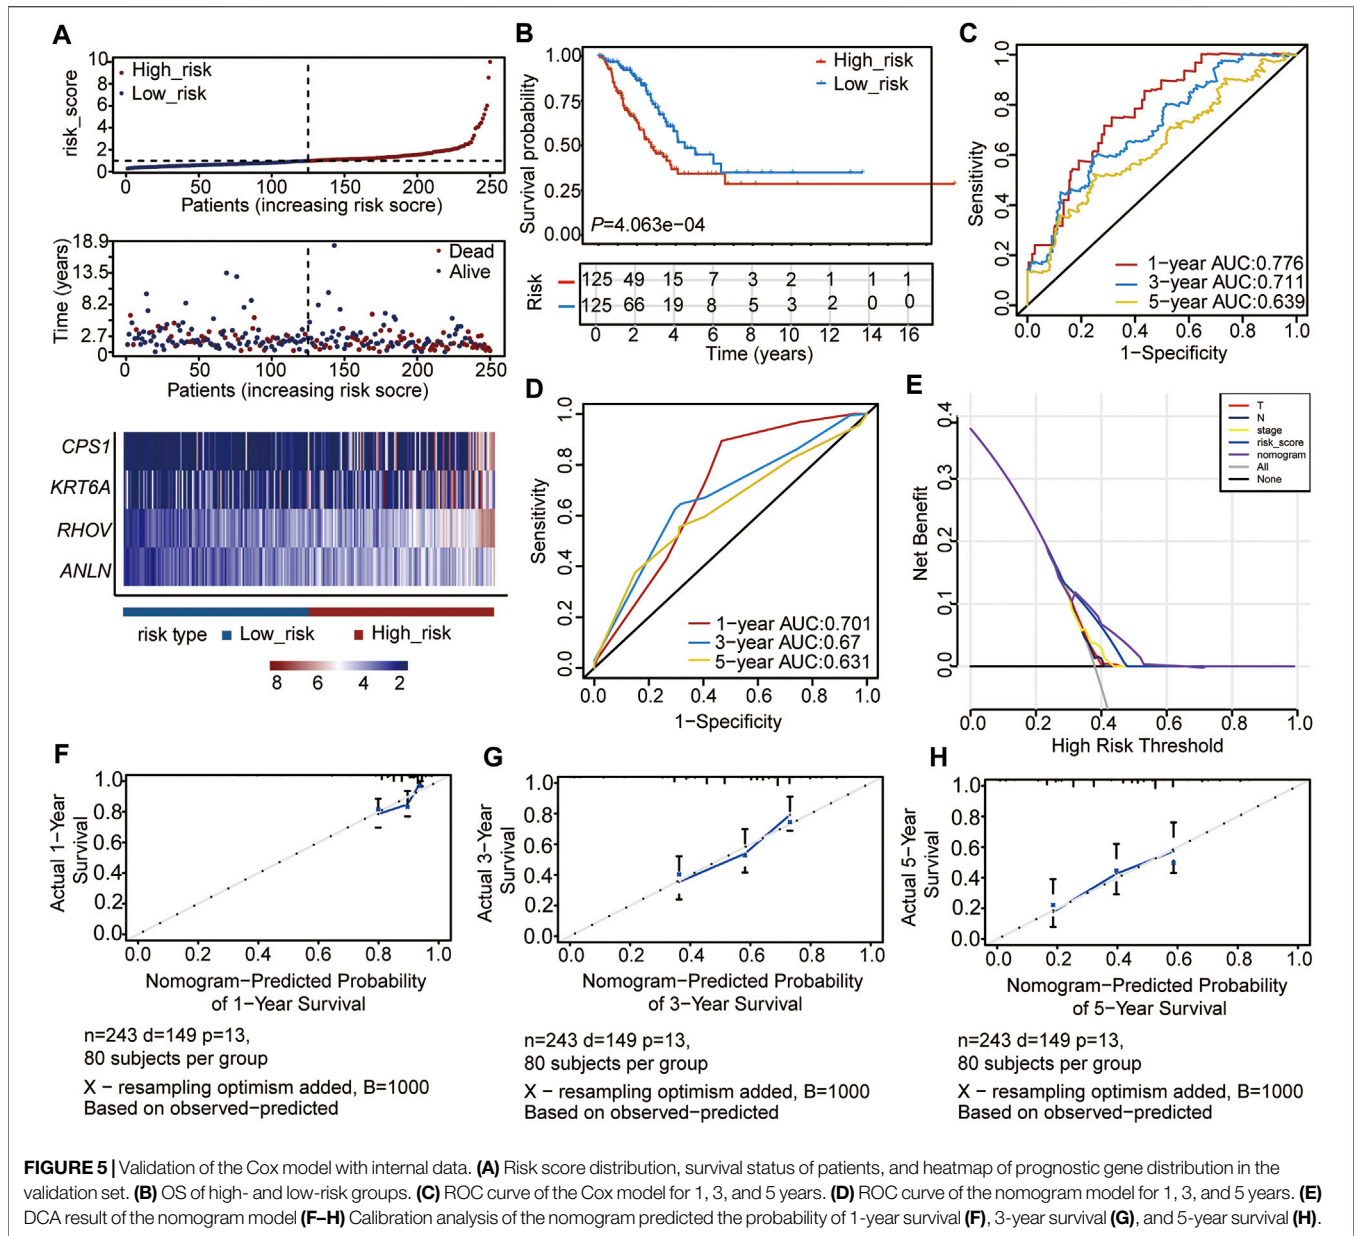 A
risk_score
10
8
6
4
2
0
High_risk
Low_risk
0 50 100 150 200 250
Patients (increasing risk socre)
Time (years)
18.9
13.5
8.2
2.7
0
Dead
Alive
0 50 100 150 200 250
Patients (increasing risk socre)
CPS1
KRT6A
RHOV
ANLN
risk type Low_risk High_risk
8 6 4 2
B
Survival probability
1.00
0.75
0.50
0.25
0.00
High_risk
Low_risk
P=4.063e−04
Risk
125 49 15 7 3 2 1 1 1
125 66 19 8 5 3 2 0 0
0 2 4 6 8 10 12 14 16
Time (years)
C
Sensitivity
1.0
0.8
0.6
0.4
0.2
0.0
1−year AUC:0.776
3−year AUC:0.711
5−year AUC:0.639
0.0 0.2 0.4 0.6 0.8 1.0
1−Specificity
D
Sensitivity
1.0
0.8
0.6
0.4
0.2
0.0
1−year AUC:0.701
3−year AUC:0.67
5−year AUC:0.631
0.0 0.2 0.4 0.6 0.8 1.0
1−Specificity
E
Net Benefit
0.4
0.3
0.2
0.1
0.0
T
N
stage
risk_score
nomogram
All
None
0.0 0.2 0.4 0.6 0.8 1.0
High Risk Threshold
F
Actual 1−Year
Survival
1.0
0.8
0.6
0.4
0.2
0.0
0.0 0.2 0.4 0.6 0.8 1.0
Nomogram−Predicted Probability
of 1−Year Survival
n=243 d=149 p=13,
80 subjects per group
X − resampling optimism added, B=1000
Based on observed−predicted
G
Actual 3−Year
Survival
1.0
0.8
0.6
0.4
0.2
0.0
0.0 0.2 0.4 0.6 0.8 1.0
Nomogram−Predicted Probability
of 3−Year Survival
n=243 d=149 p=13,
80 subjects per group
X − resampling optimism added, B=1000
Based on observed−predicted
H
Actual 5−Year
Survival
1.0
0.8
0.6
0.4
0.2
0.0
0.0 0.2 0.4 0.6 0.8 1.0
Nomogram−Predicted Probability
of 5−Year Survival
n=243 d=149 p=13,
80 subjects per group
X − resampling optimism added, B=1000
Based on observed−predicted
FIGURE 5 | Validation of the Cox model with internal data. (A) Risk score distribution, survival status of patients, and heatmap of prognostic gene distribution in the
validation set. (B) OS of high- and low-risk groups. (C) ROC curve of the Cox model for 1, 3, and 5 years. (D) ROC curve of the nomogram model for 1, 3, and 5 years. (E)
DCA result of the nomogram model (F–H) Calibration analysis of the nomogram predicted the probability of 1-year survival (F), 3-year survival (G), and 5-year survival (H).